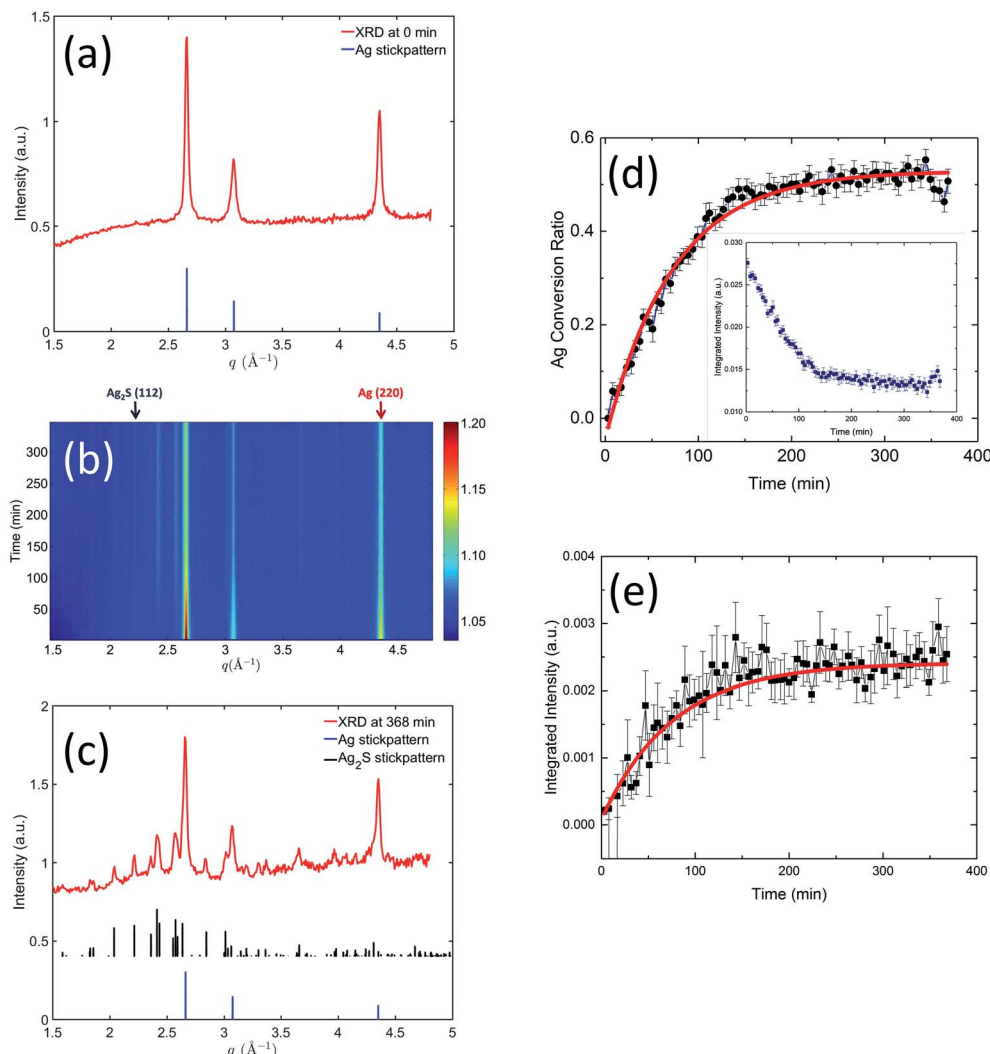 (a)
XRD at 0 min
Ag stickpattern
Intensity (a.u.)
1.5
1
0.5
0
1.5 2 2.5 3 3.5 4 4.5 5
q (Å⁻¹)
Ag₂S (112)
Ag (220)
(b)
Time (min)
300
250
200
150
100
50
1.5 2.0 2.5 3.0 3.5 4.0 4.5
q(Å⁻¹)
1.20
1.15
1.10
1.05
(c)
XRD at 368 min
Ag stickpattern
Ag₂S stickpattern
Intensity (a.u.)
2
1.5
1
0.5
0
1.5 2 2.5 3 3.5 4 4.5 5
q (Å⁻¹)
(d)
Ag Conversion Ratio
0.6
0.4
0.2
0.0
0 100 200 300 400
Time (min)
Integrated Intensity (a.u.)
0.030
0.025
0.020
0.015
0.010
0 100 200 300 400
Time (min)
(e)
Integrated Intensity (a.u.)
0.004
0.003
0.002
0.001
0.000
0 100 200 300 400
Time (min)